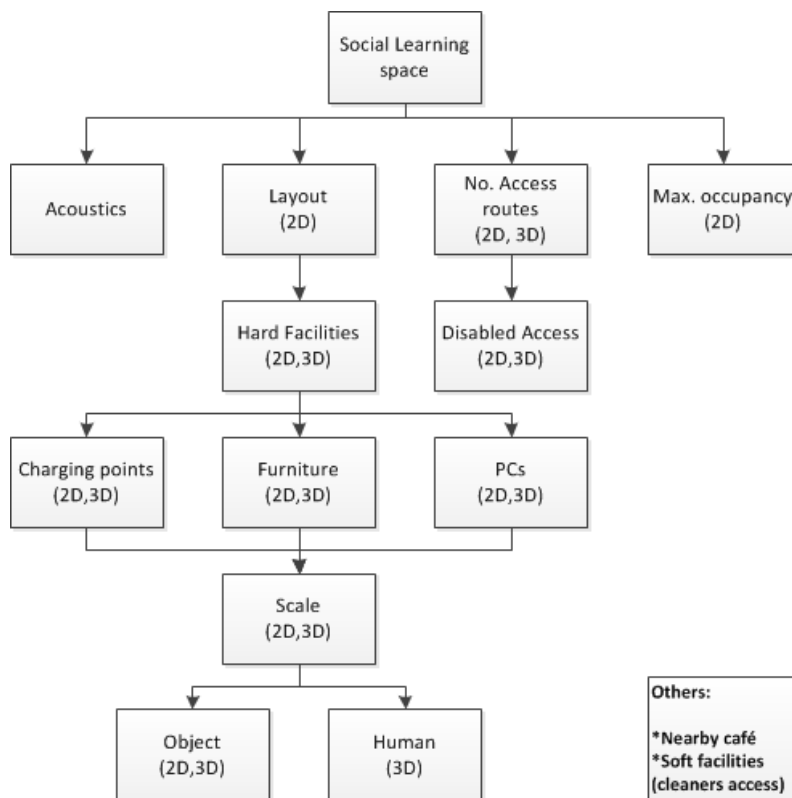 Social Learning
space
Acoustics
Layout
(2D)
No. Access
routes
(2D, 3D)
Max. occupancy
(2D)
Hard Facilities
(2D,3D)
Disabled Access
(2D,3D)
Charging points
(2D,3D)
Furniture
(2D,3D)
PCs
(2D,3D)
Scale
(2D,3D)
Object
(2D,3D)
Human
(3D)
Others:
*Nearby café
*Soft facilities
(cleaners access)